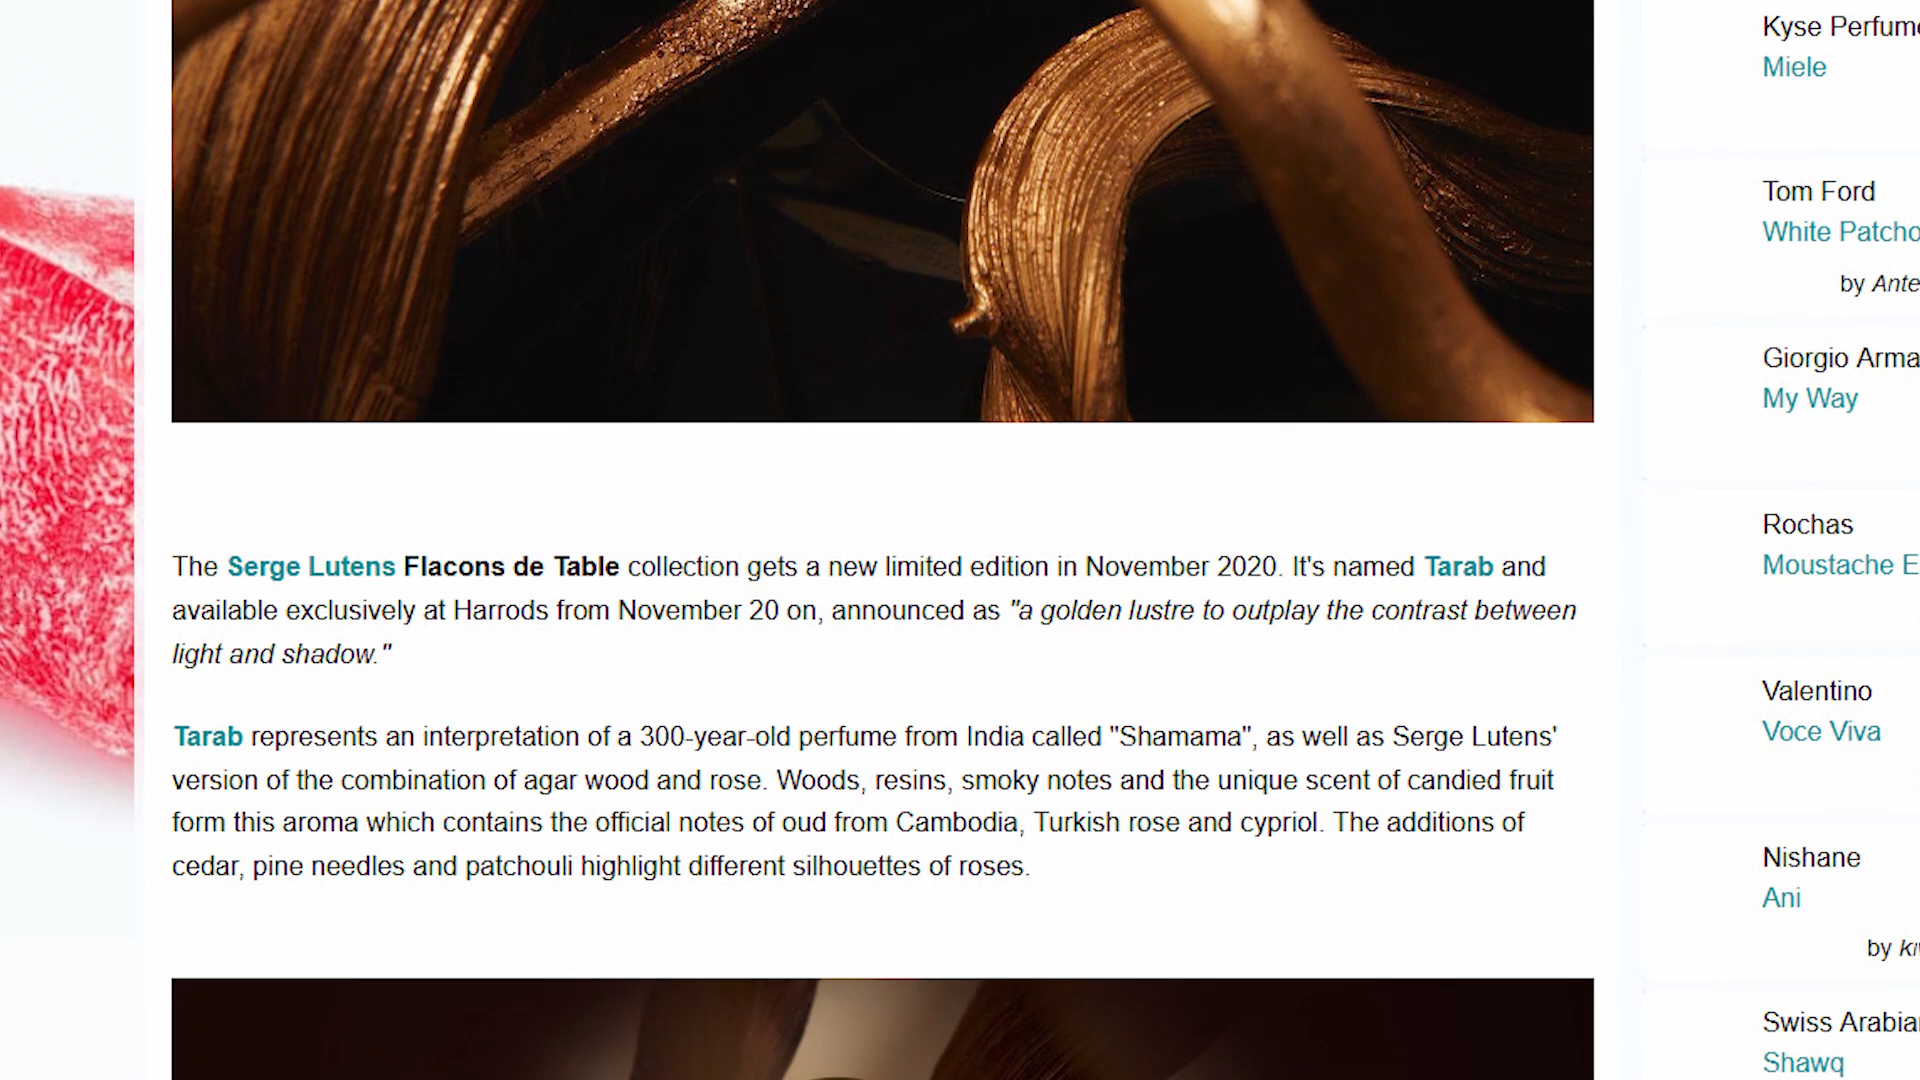 The Serge Lutens Flacons de Table collection gets a new limited edition in November 2020. It's named Tarab and
available exclusively at Harrods from November 20 on, announced as "a golden lustre to outplay the contrast between
light and shadow."
Tarab represents an interpretation of a 300-year-old perfume from India called "Shamama", as well as Serge Lutens'
version of the combination of agar wood and rose. Woods, resins, smoky notes and the unique scent of candied fruit
form this aroma which contains the official notes of oud from Cambodia, Turkish rose and cypriol. The additions of
cedar, pine needles and patchouli highlight different silhouettes of roses.
Kyse Perfume
Miele
Tom Ford
White Patcho
by Ante
Giorgio Arma
My Way
Rochas
Moustache E
Valentino
Voce Viva
Nishane
Ani
by
Swiss Arabia
Shawq